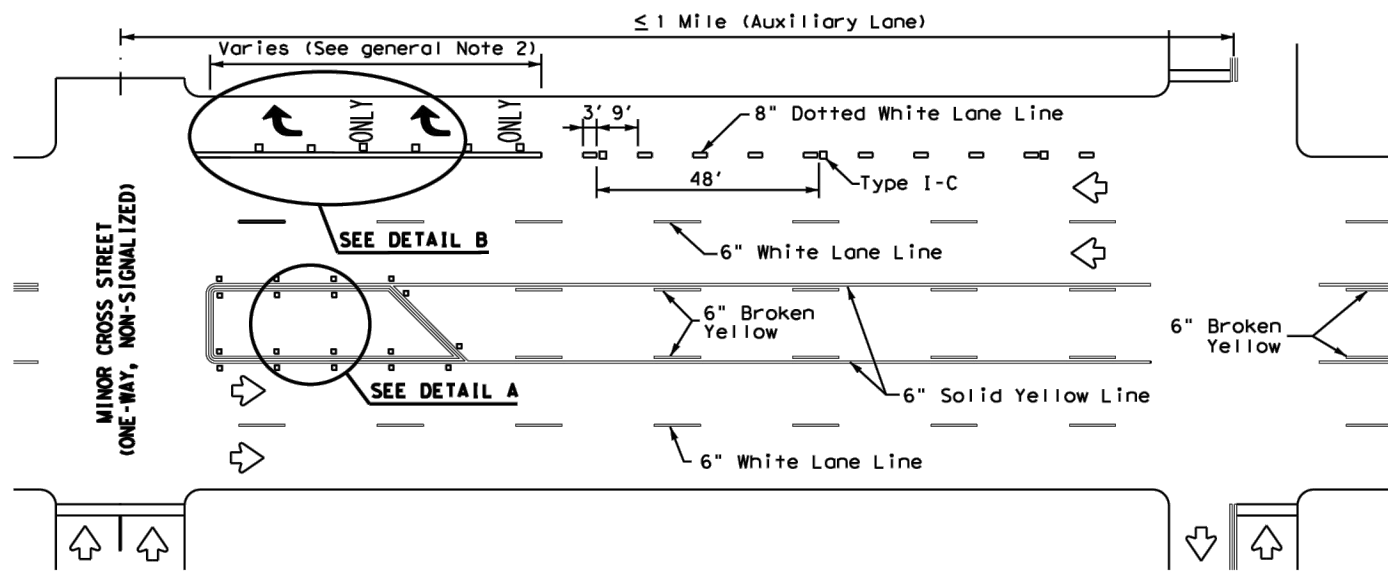 ≤ 1 Mile (Auxiliary Lane)
Varies (See general Note 2)
ONLY
ONLY
3' 9'
8" Dotted White Lane Line
48'
Type I-C
SEE DETAIL B
6" White Lane Line
MINOR CROSS STREET
(ONE-WAY, NON-SIGNALIZED)
6" Broken
Yellow
6" Broken
Yellow
SEE DETAIL A
6" Solid Yellow Line
6" White Lane Line